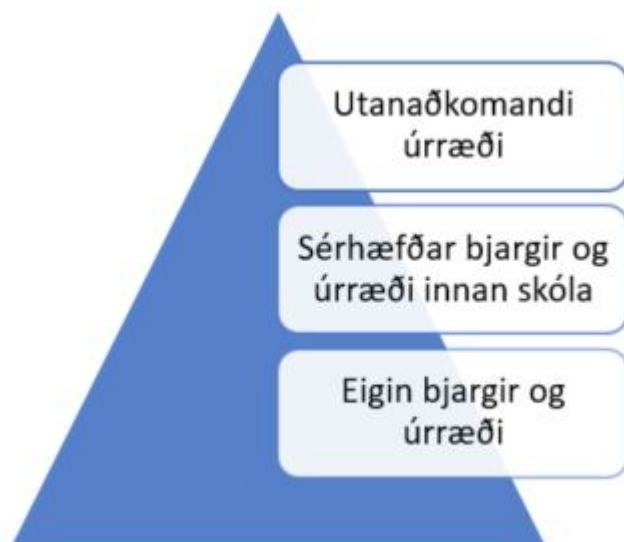 Utanaðkomandi
úrræði
Sérhæfðar bjargir og
úrræði innan skóla
Eigin bjargir og
úrræði